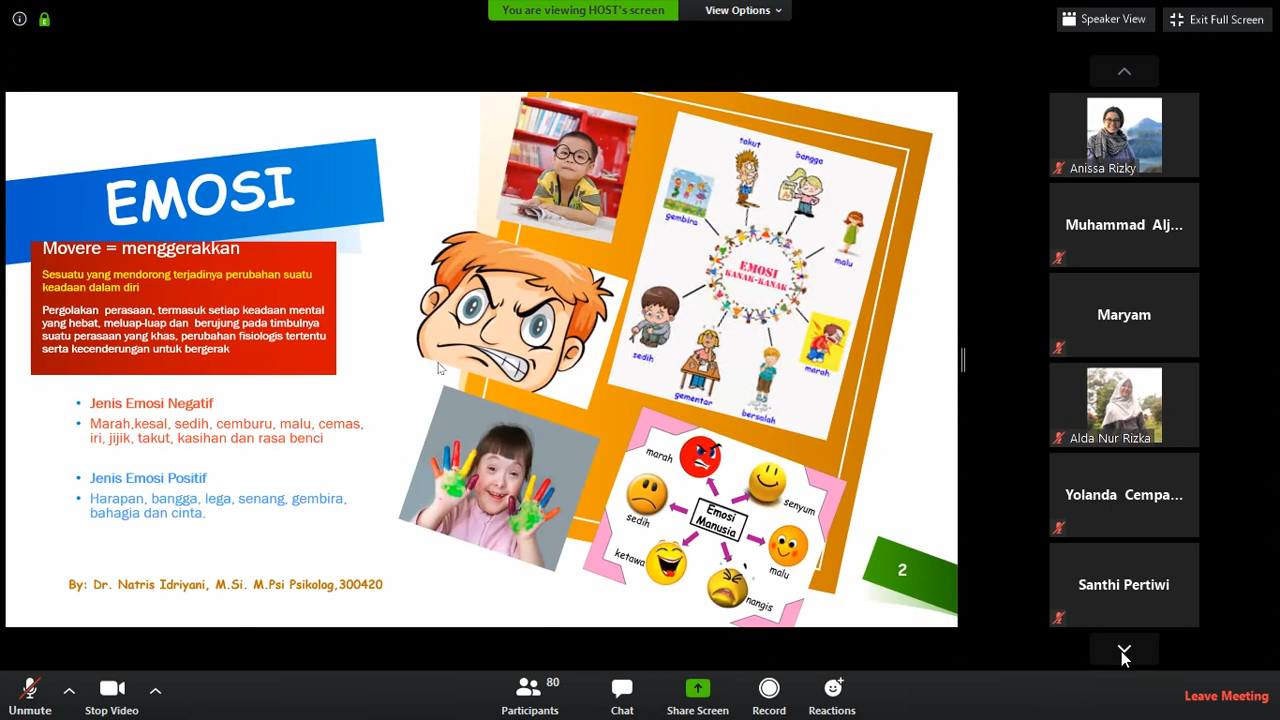 You are viewing HOST's screen
View Options
Speaker View
Exit Full Screen
EMOSI
Movere = menggerakkan
Sesuatu yang mendorong terjadinya perubahan suatu
keadaan dalam diri
Pergolakan perasaan, termasuk setiap keadaan mental
yang hebat, meluap-luap dan berujung pada timbulnya
suatu perasaan yang khas, perubahan fisiologis tertentu
serta kecenderungan untuk bergerak
• Jenis Emosi Negatif
• Marah,kesal, sedih, cemburu, malu, cemas,
iri, jijik, takut, kasihan dan rasa benci
• Jenis Emosi Positif
• Harapan, bangga, lega, senang, gembira,
bahagia dan cinta.
By: Dr. Natris Idriyani, M.Si. M.Psi Psikolog,300420
takut
bangga
gembira
malu
EMOSI
KANAK-KANAK
sedih
marah
gementar
bersalah
marah
senyum
sedih
Emosi
Manusia
ketawa
malu
nangis
2
Anissa Rizky
Muhammad Alj...
Maryam
Alda Nur Rizka
Yolanda Cempa...
Santhi Pertiwi
Unmute
Stop Video
80
Participants
Chat
Share Screen
Record
Reactions
Leave Meeting